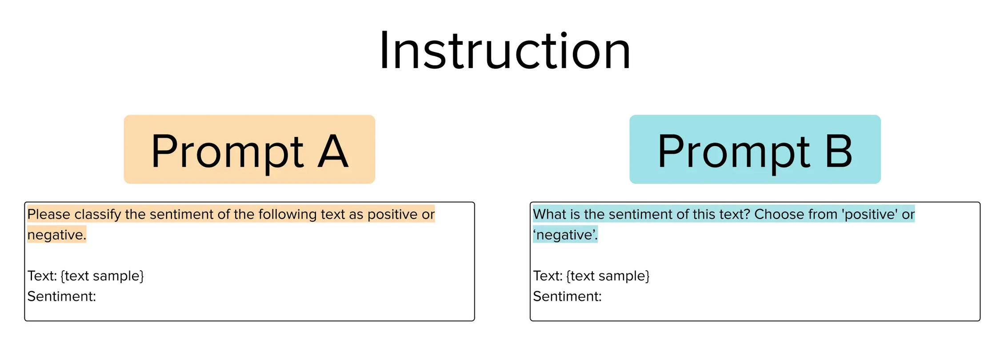 Instruction
Prompt A
Please classify the sentiment of the following text as positive or
negative.
Text: {text sample}
Sentiment:
Prompt B
What is the sentiment of this text? Choose from 'positive' or
‘negative’.
Text: {text sample}
Sentiment: